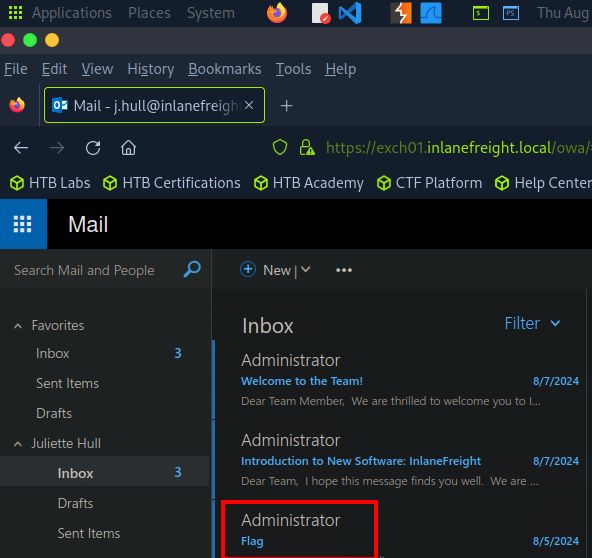 Applications Places System Thu Aug
File Edit View History Bookmarks Tools Help
Mail - j.hull@inlanefreigh
https://exch01.inlanefreight.local/owa/
HTB Labs HTB Certifications HTB Academy CTF Platform Help Center
Mail
Search Mail and People
New
Favorites
Inbox 3
Sent Items
Drafts
Juliette Hull
Inbox 3
Drafts
Sent Items
Inbox Filter
Administrator
Welcome to the Team! 8/7/2024
Dear Team Member, We are thrilled to welcome you to I...
Administrator
Introduction to New Software: InlaneFreight 8/7/2024
Dear Team, I hope this message finds you well. We are ...
Administrator
Flag 8/5/2024